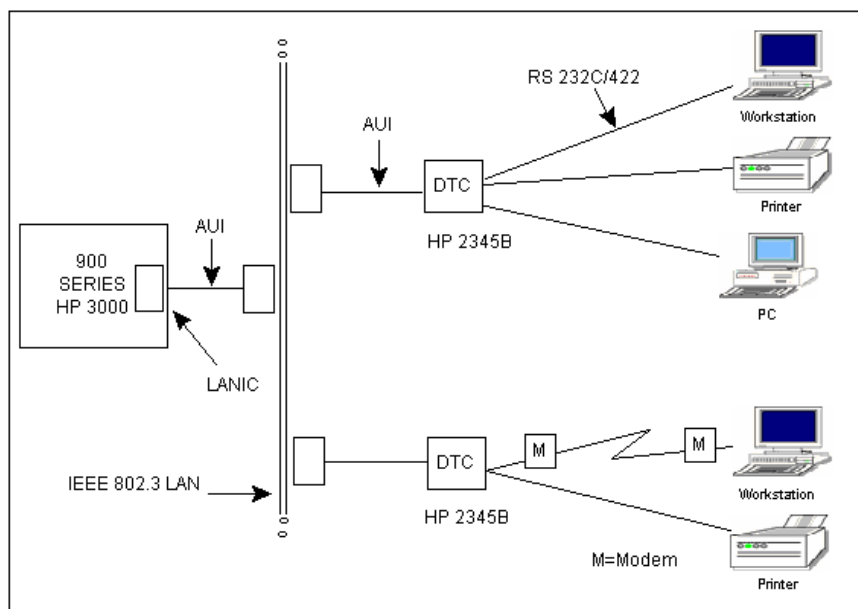 RS 232C/422
Workstation
AUI
DTC
Printer
HP 2345B
AUI
900
SERIES
HP 3000
PC
LANIC
M
M
DTC
IEEE 802.3 LAN
Workstation
HP 2345B
M=Modem
Printer